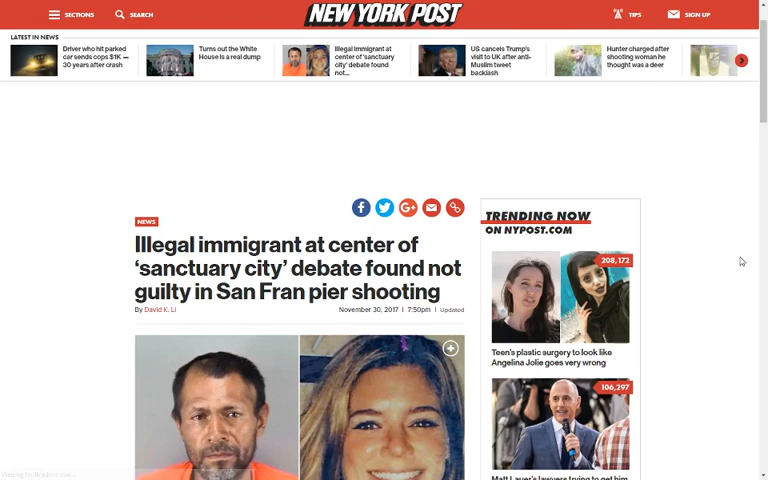 SECTIONS
SEARCH
NEW YORK POST
TIPS
SIGN UP
LATEST IN NEWS
Driver who hit parked
car sends cops $1K —
30 years after crash
Turns out the White
House is a real dump
Illegal immigrant at
center of 'sanctuary
city' debate found
not...
US cancels Trump's
visit to UK after anti-
Muslim tweet
backlash
Hunter charged after
shooting woman he
thought was a deer
NEWS
Illegal immigrant at center of
‘sanctuary city’ debate found not
guilty in San Fran pier shooting
By David K. Li
November 30, 2017 | 7:50pm | Updated
TRENDING NOW
ON NYPOST.COM
208,172
Teen's plastic surgery to look like
Angelina Jolie goes very wrong
106,297
Matt Lauer's lawyers trying to get him